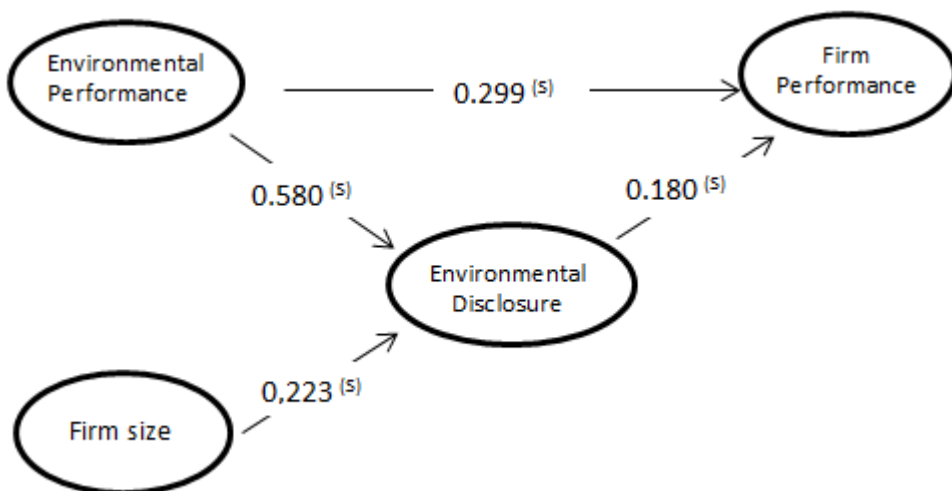 Environmental
Performance
Firm
Performance
0.299 (s)
0.580 (s)
0.180 (s)
Environmental
Disclosure
0,223 (s)
Firm size